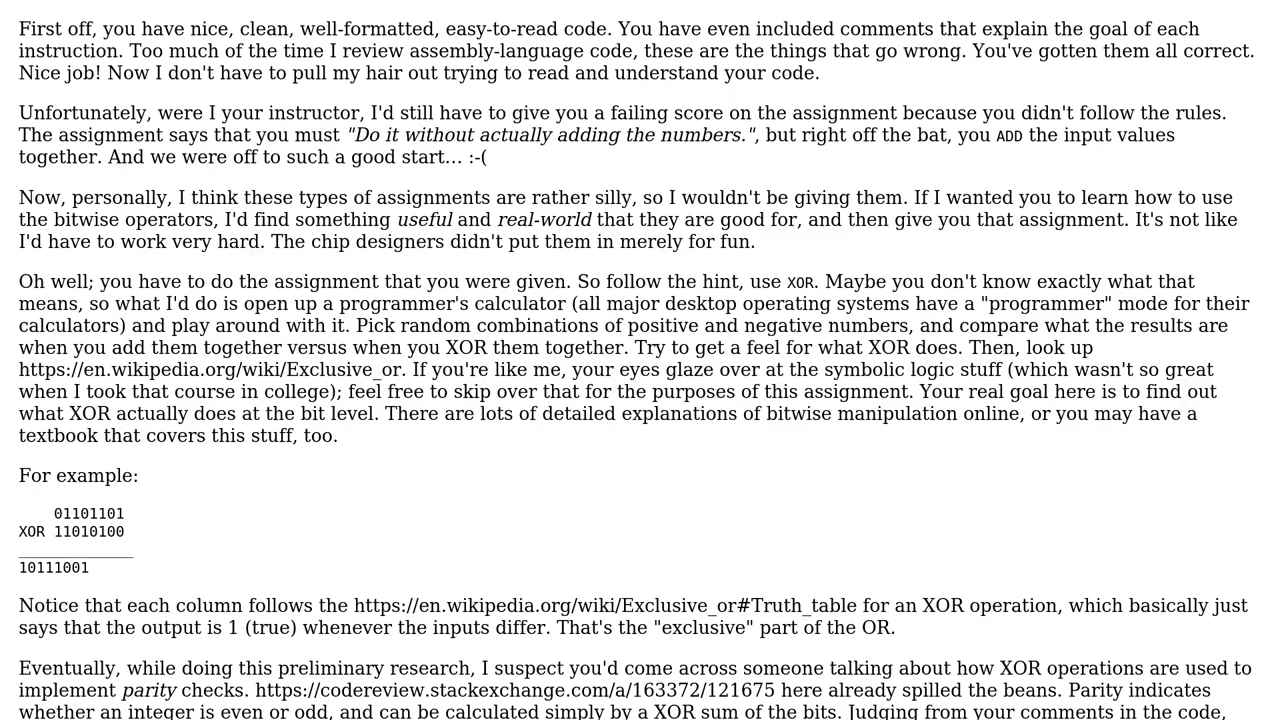 First off, you have nice, clean, well-formatted, easy-to-read code. You have even included comments that explain the goal of each
instruction. Too much of the time I review assembly-language code, these are the things that go wrong. You've gotten them all correct.
Nice job! Now I don't have to pull my hair out trying to read and understand your code.
Unfortunately, were I your instructor, I'd still have to give you a failing score on the assignment because you didn't follow the rules.
The assignment says that you must "Do it without actually adding the numbers.", but right off the bat, you ADD the input values
together. And we were off to such a good start… :-(
Now, personally, I think these types of assignments are rather silly, so I wouldn't be giving them. If I wanted you to learn how to use
the bitwise operators, I'd find something useful and real-world that they are good for, and then give you that assignment. It's not like
I'd have to work very hard. The chip designers didn't put them in merely for fun.
Oh well; you have to do the assignment that you were given. So follow the hint, use XOR. Maybe you don't know exactly what that
means, so what I'd do is open up a programmer's calculator (all major desktop operating systems have a "programmer" mode for their
calculators) and play around with it. Pick random combinations of positive and negative numbers, and compare what the results are
when you add them together versus when you XOR them together. Try to get a feel for what XOR does. Then, look up
https://en.wikipedia.org/wiki/Exclusive_or. If you're like me, your eyes glaze over at the symbolic logic stuff (which wasn't so great
when I took that course in college); feel free to skip over that for the purposes of this assignment. Your real goal here is to find out
what XOR actually does at the bit level. There are lots of detailed explanations of bitwise manipulation online, or you may have a
textbook that covers this stuff, too.
For example:
01101101
XOR 11010100
_____________
10111001
Notice that each column follows the https://en.wikipedia.org/wiki/Exclusive_or#Truth_table for an XOR operation, which basically just
says that the output is 1 (true) whenever the inputs differ. That's the "exclusive" part of the OR.
Eventually, while doing this preliminary research, I suspect you'd come across someone talking about how XOR operations are used to
implement parity checks. https://codereview.stackexchange.com/a/163372/121675 here already spilled the beans. Parity indicates
whether an integer is even or odd, and can be calculated simply by a XOR sum of the bits. Judging from your comments in the code,